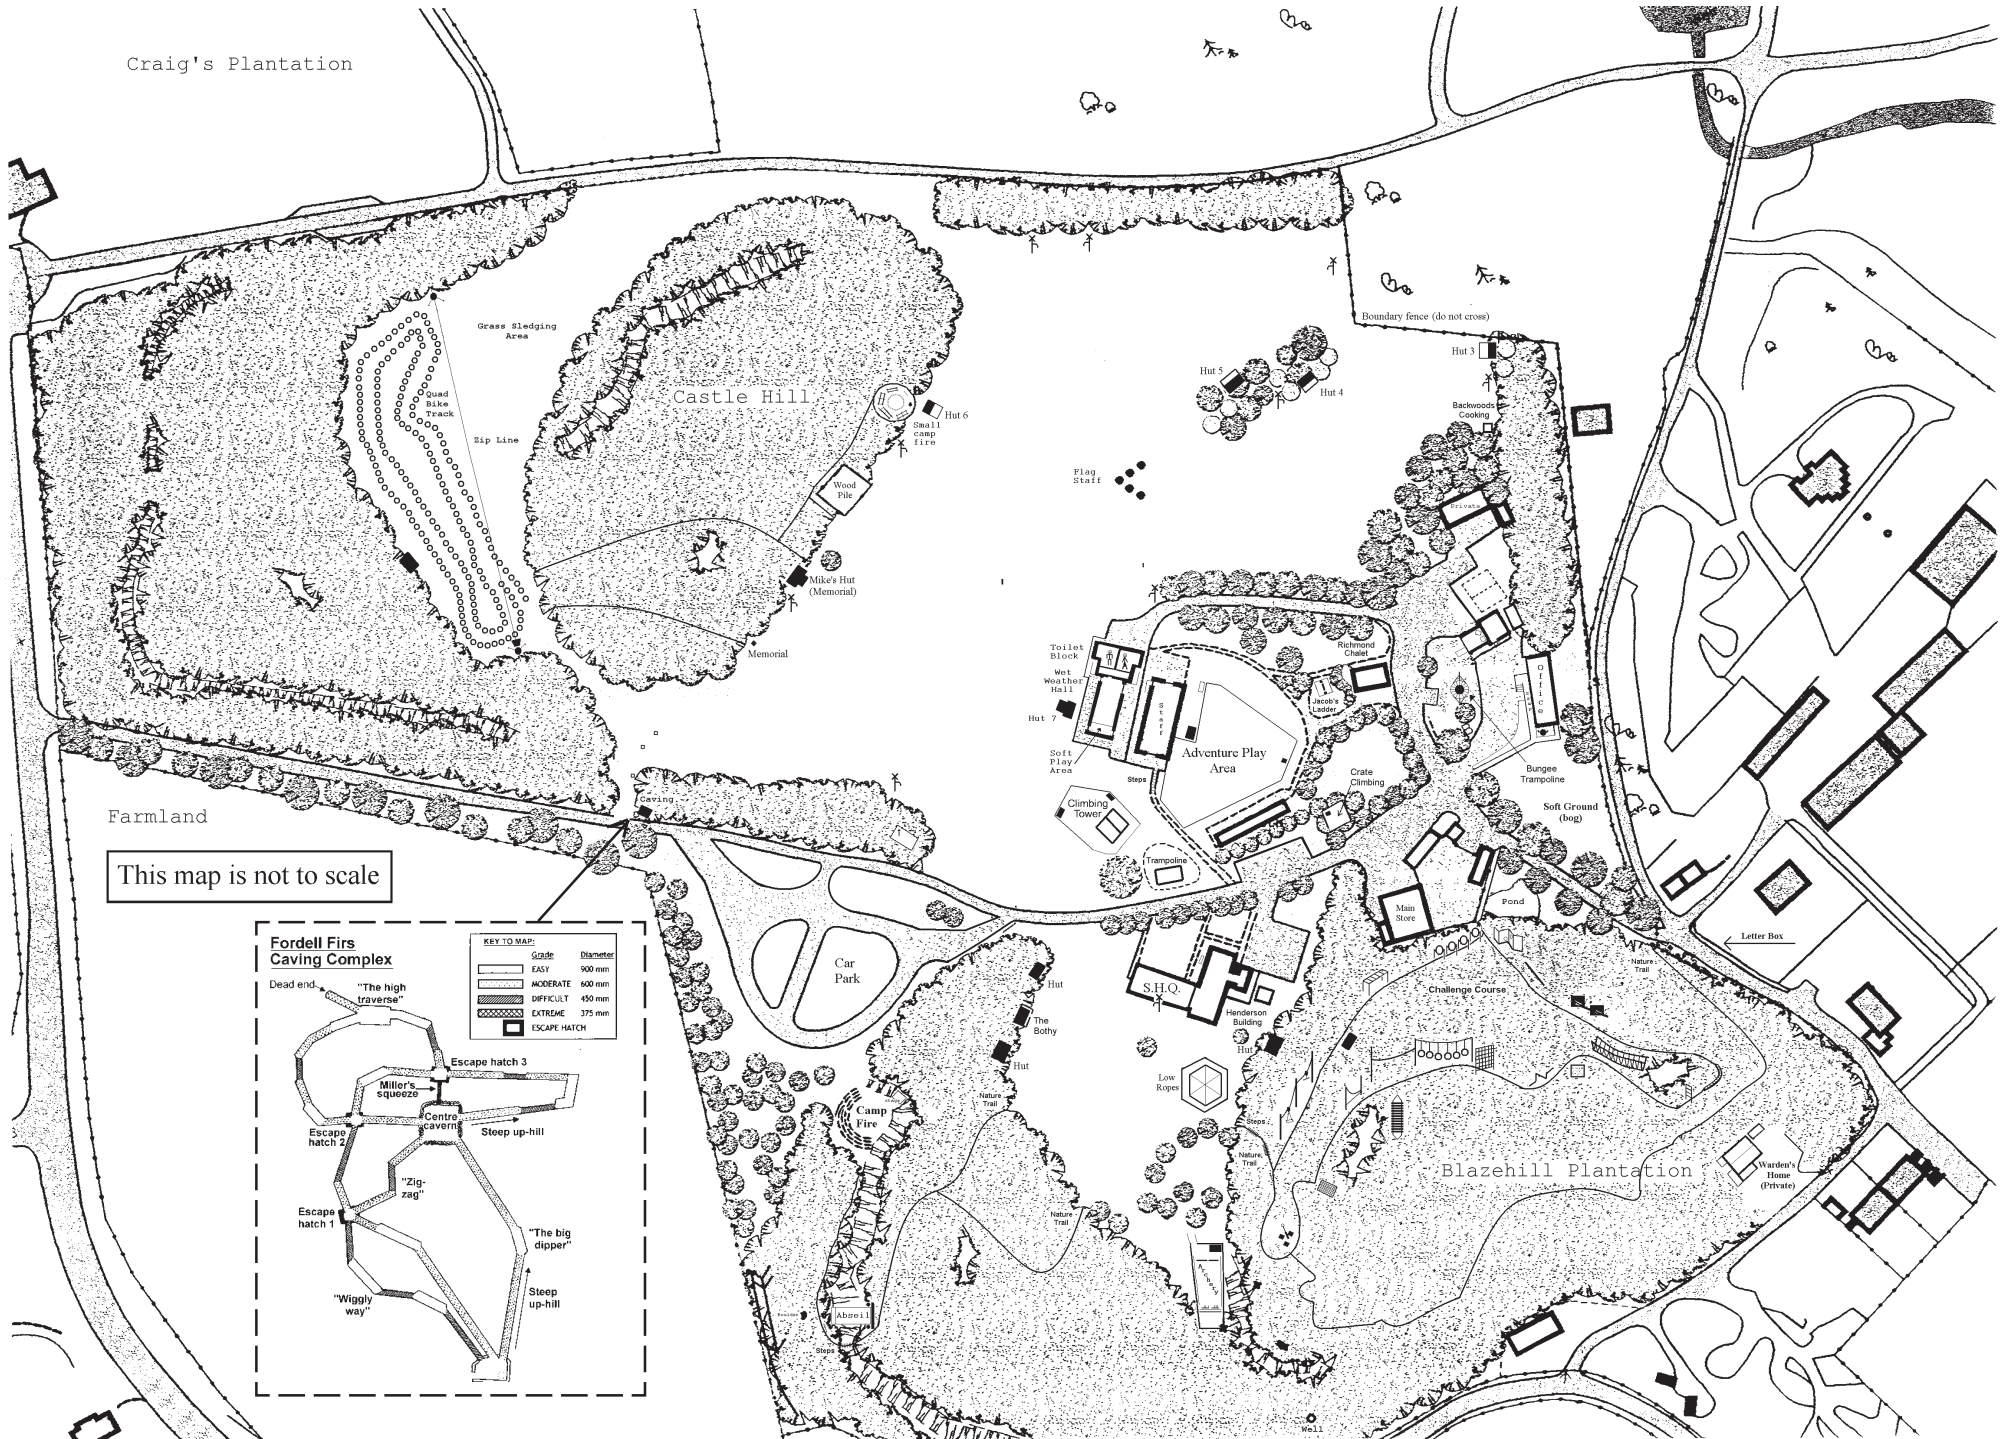 Craig's Plantation
Boundary fence (do not cross)
Grass Sledging
Area
Hut 3
Hut 5
Hut 4
Castle Hill
Quad
Bike
Track
Hut 6
Small
camp
fire
Backwoods
Cooking
Zip Line
Flag
Staff
Wood
Pile
Private
Mike's Hut
(Memorial)
Memorial
Toilet
Block
Wet
Weather
Hall
Hut 7
Soft
Play
Area
Staff
Richmond
Chalet
Jacob's
Ladder
Office
Adventure Play
Area
Bungee
Trampoline
Steps
Crate
Climbing
Climbing
Tower
Soft Ground
(bog)
Caving
Farmland
This map is not to scale
Trampoline
Main
Store
Pond
Letter Box
Nature
Trail
Car
Park
Hut
S.H.Q.
Challenge Course
Henderson
Building
The
Bothy
Hut
Hut
Low
Ropes
Nature
Trail
Camp
Fire
Steps
Nature
Trail
Blazehill Plantation
Warden's
Home
(Private)
Nature
Trail
Archery
Abseil
Steps
Well
Fordell Firs
Caving Complex
KEY TO MAP:
Grade Diameter
EASY 900 mm
MODERATE 600 mm
DIFFICULT 450 mm
EXTREME 375 mm
ESCAPE HATCH
Dead end
"The high
traverse"
Escape hatch 3
Miller's
squeeze
Centre
cavern
Escape
hatch 2
Steep up-hill
"Zig-
zag"
Escape
hatch 1
"The big
dipper"
"Wiggly
way"
Steep
up-hill